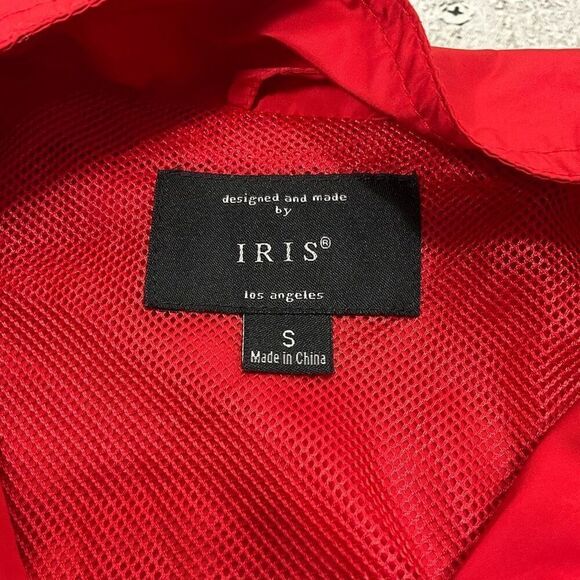 designed and made
by
IRIS®
los angeles
S
Made in China